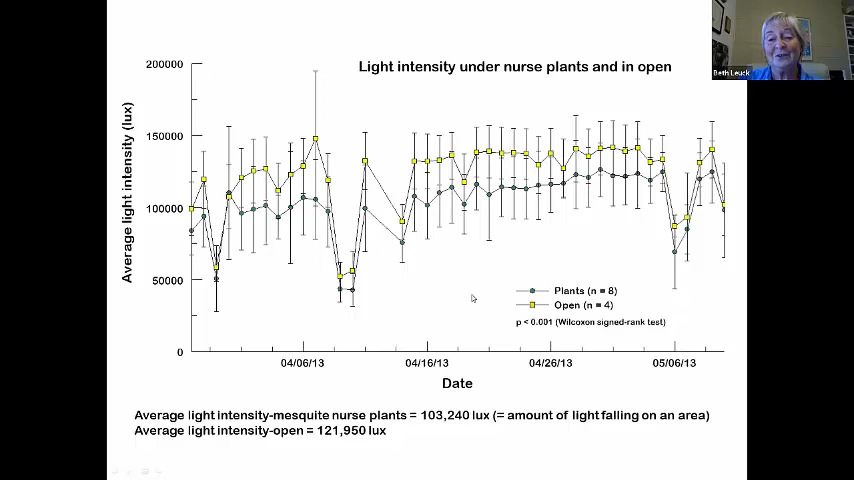 Light intensity under nurse plants and in open
Beth Leuck
200000
150000
100000
50000
0
Average light intensity (lux)
Plants (n = 8)
Open (n = 4)
p < 0.001 (Wilcoxon signed-rank test)
04/06/13
04/16/13
04/26/13
05/06/13
Date
Average light intensity-mesquite nurse plants = 103,240 lux (= amount of light falling on an area)
Average light intensity-open = 121,950 lux